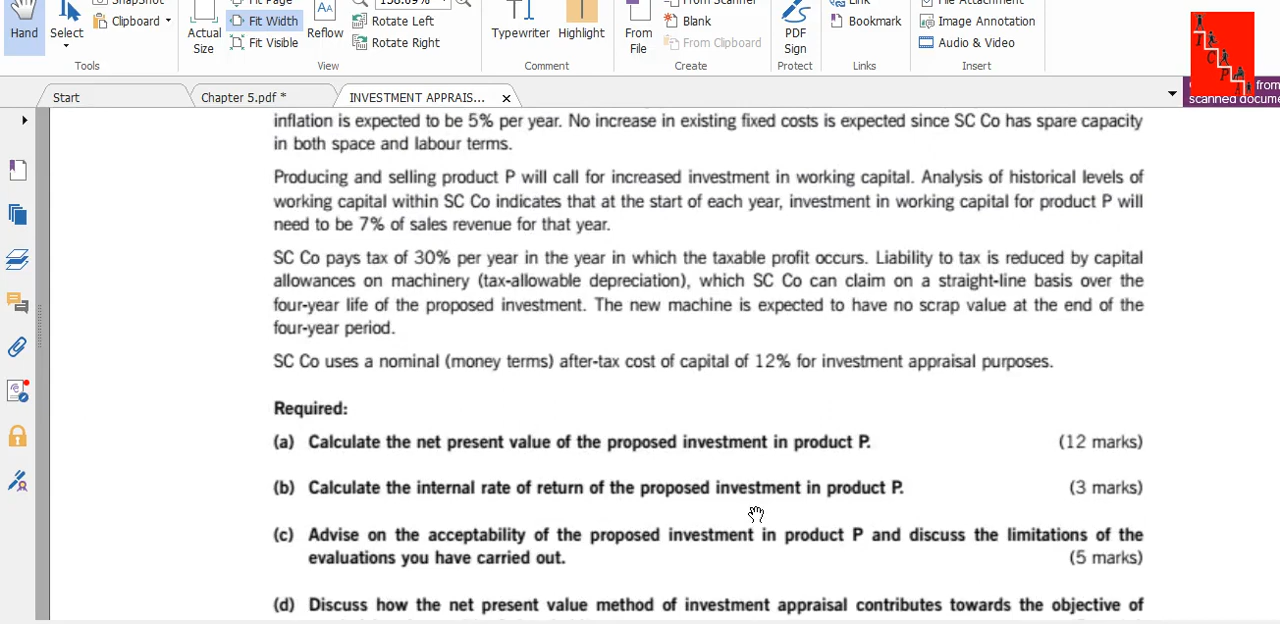 Snapshot
Fit Page
138.69%
From Scanner
Link
File Attachment
Clipboard
Fit Width
Rotate Left
Blank
Bookmark
Image Annotation
Hand Select Actual Size Fit Visible Reflow Rotate Right Typewriter Highlight From File From Clipboard PDF Sign Audio & Video
Tools View Comment Create Protect Links Insert
I C P A
Start Chapter 5.pdf * INVESTMENT APPRAIS...
from
scanned docume
inflation is expected to be 5% per year. No increase in existing fixed costs is expected since SC Co has spare capacity
in both space and labour terms.
Producing and selling product P will call for increased investment in working capital. Analysis of historical levels of
working capital within SC Co indicates that at the start of each year, investment in working capital for product P will
need to be 7% of sales revenue for that year.
SC Co pays tax of 30% per year in the year in which the taxable profit occurs. Liability to tax is reduced by capital
allowances on machinery (tax-allowable depreciation), which SC Co can claim on a straight-line basis over the
four-year life of the proposed investment. The new machine is expected to have no scrap value at the end of the
four-year period.
SC Co uses a nominal (money terms) after-tax cost of capital of 12% for investment appraisal purposes.
Required:
(a) Calculate the net present value of the proposed investment in product P. (12 marks)
(b) Calculate the internal rate of return of the proposed investment in product P. (3 marks)
(c) Advise on the acceptability of the proposed investment in product P and discuss the limitations of the
evaluations you have carried out. (5 marks)
(d) Discuss how the net present value method of investment appraisal contributes towards the objective of